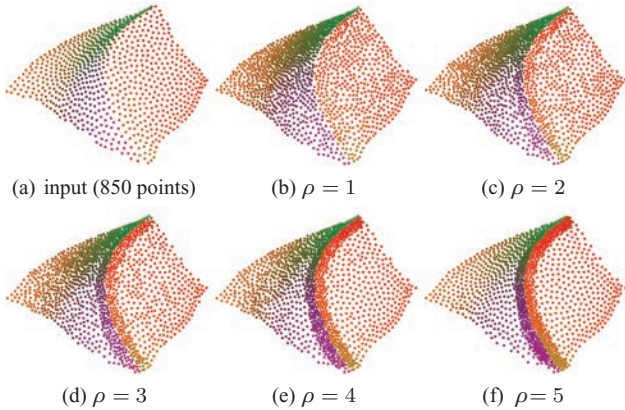 (a) input (850 points)
(b) ρ = 1
(c) ρ = 2
(d) ρ = 3
(e) ρ = 4
(f) ρ = 5